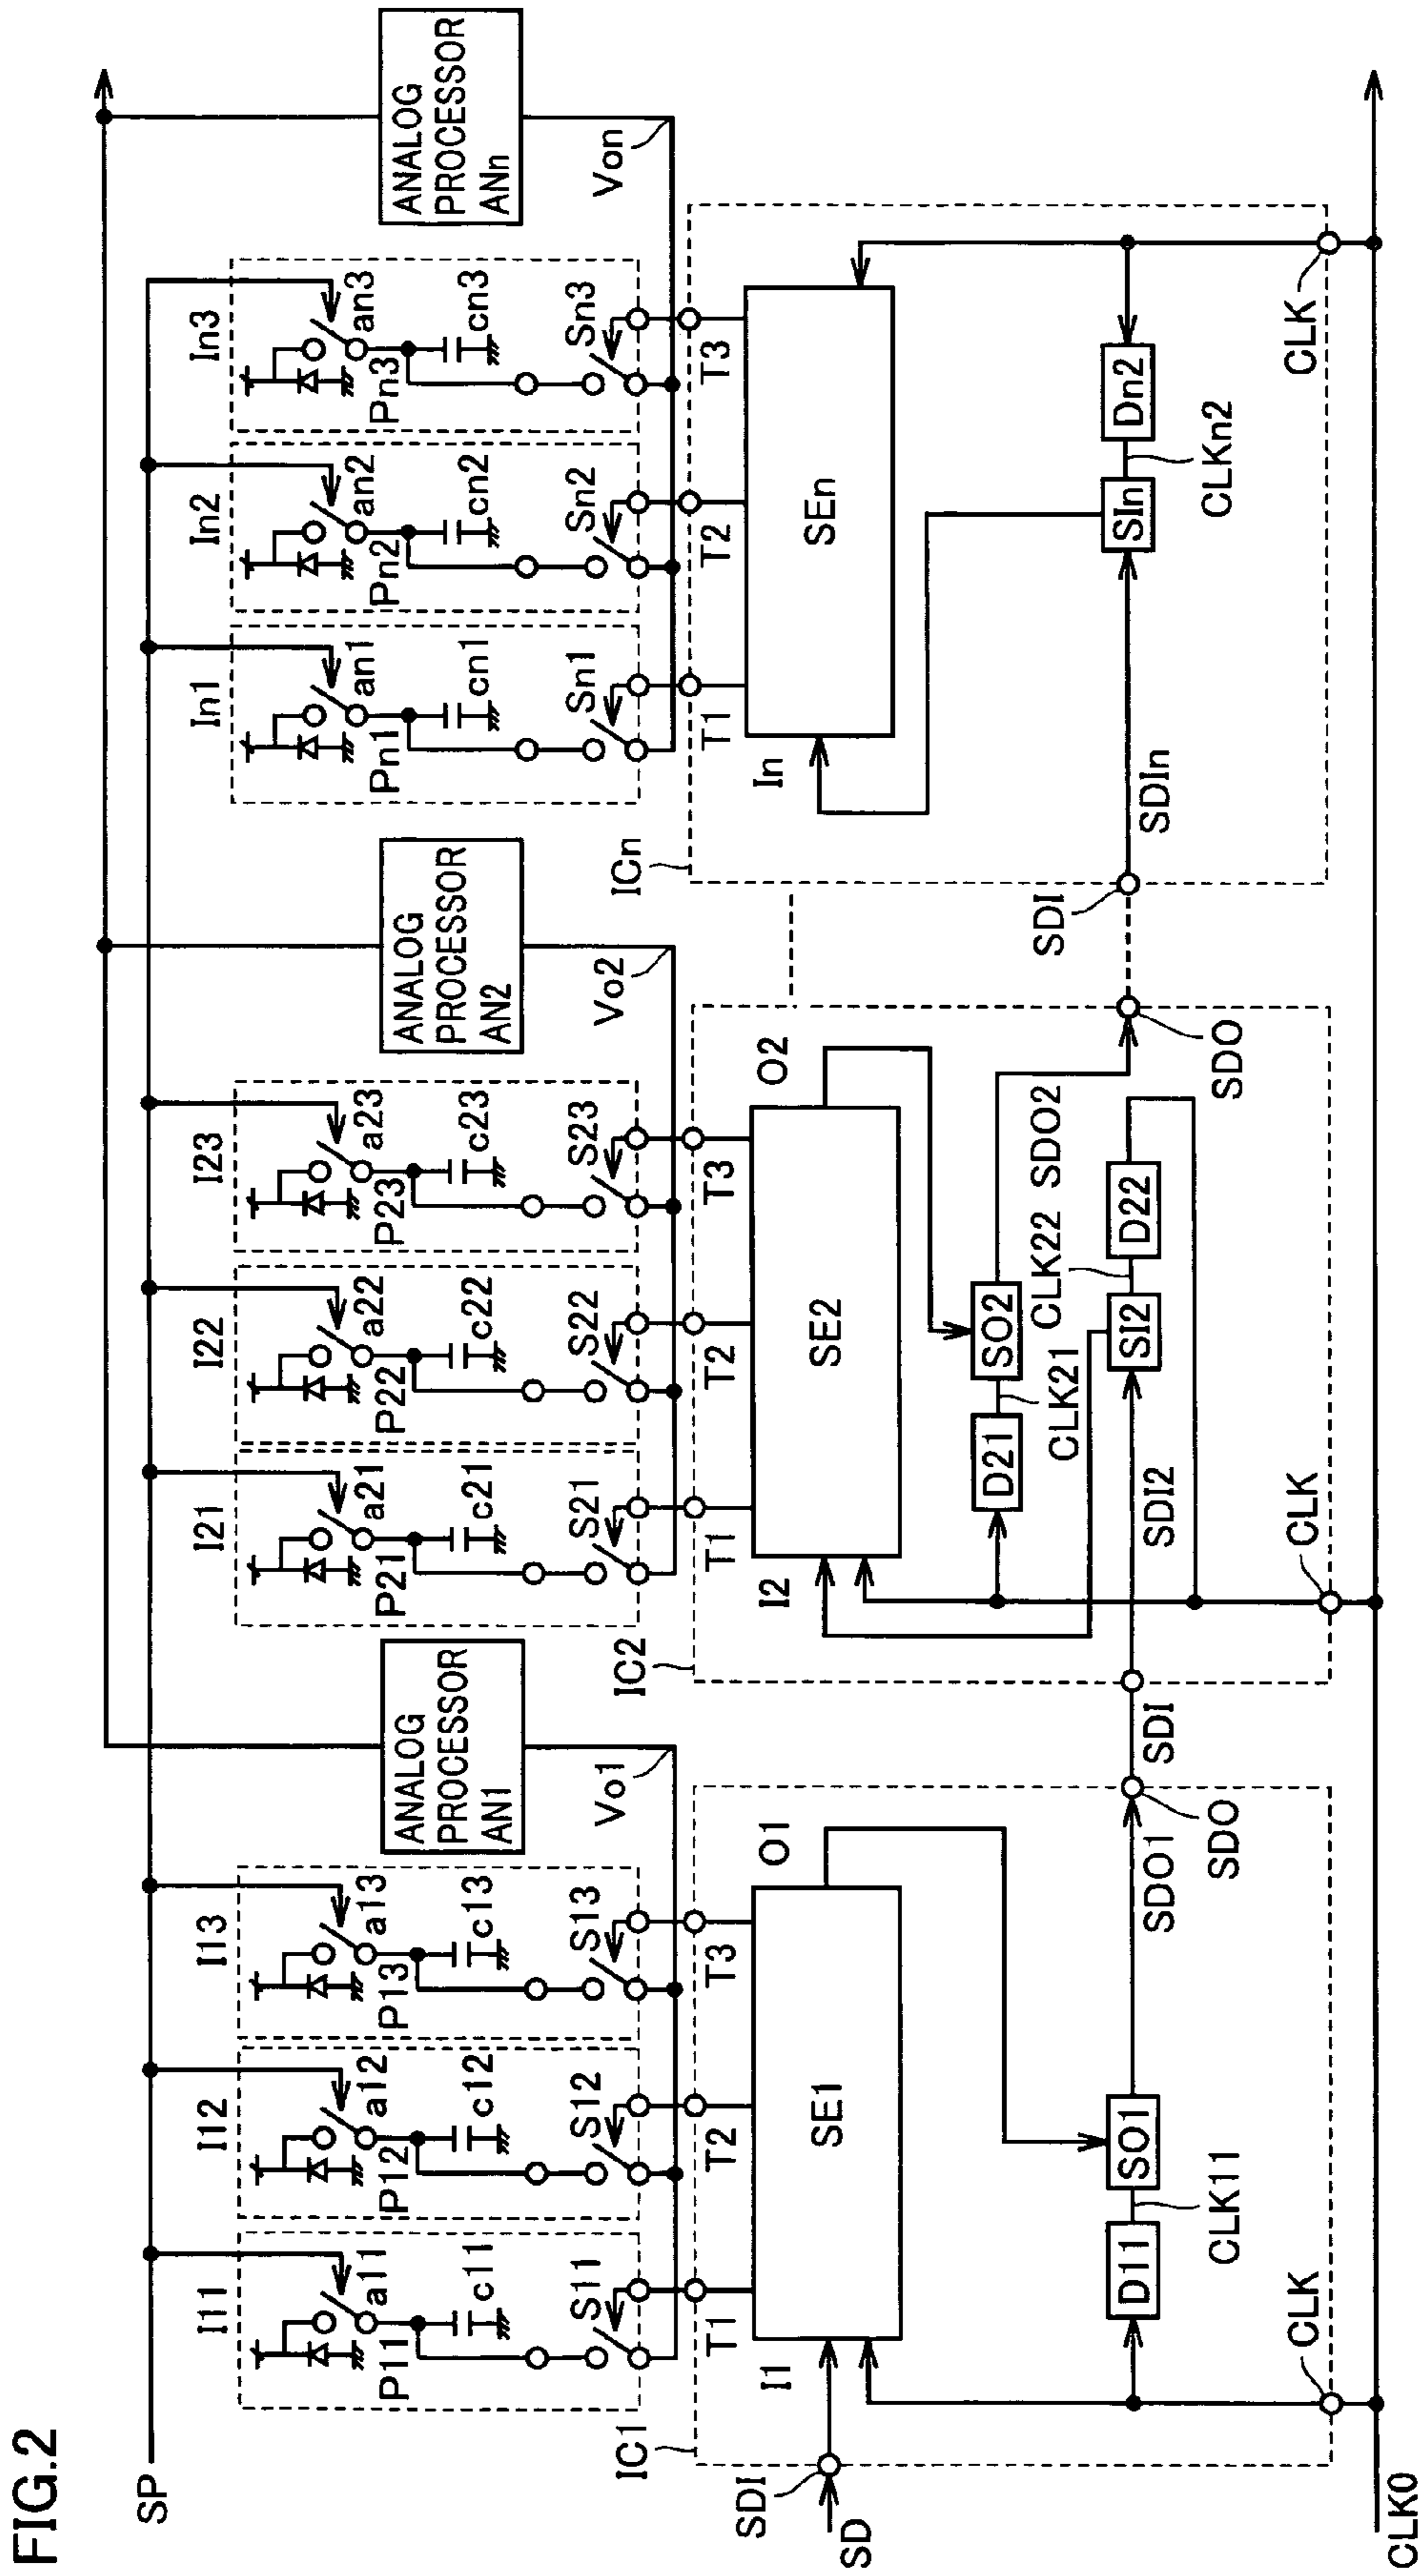 FIG.2
SP
I11
I12
I13
I21
I22
I23
In1
In2
In3
a11
P11
c11
S11
a12
P12
c12
S12
a13
P13
c13
S13
ANALOG
PROCESSOR
AN1
Vo1
a21
P21
c21
S21
a22
P22
c22
S22
a23
P23
c23
S23
ANALOG
PROCESSOR
AN2
Vo2
an1
Pn1
cn1
Sn1
an2
Pn2
cn2
Sn2
an3
Pn3
cn3
Sn3
ANALOG
PROCESSOR
ANn
Von
IC1
T1
T2
T3
I1
SE1
O1
SDI
SD
D11
SO1
CLK11
SDO1
SDO
CLK
IC2
T1
T2
T3
I2
SE2
O2
D21
SO2
CLK21
CLK22
SDO2
SDI
SDI2
SI2
D22
SDO
CLK
ICn
T1
T2
T3
In
SEn
SDI
SDIn
SIn
Dn2
CLKn2
CLK
CLK0